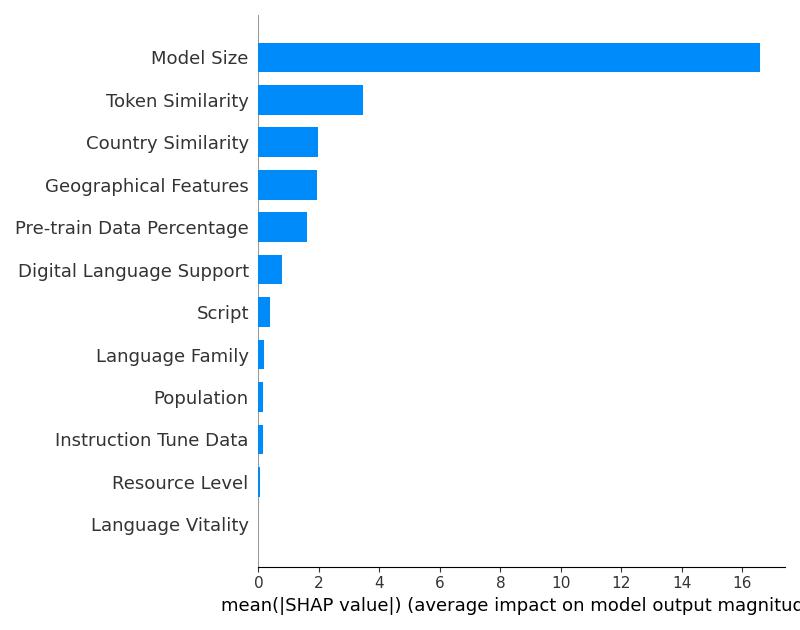 Model Size
Token Similarity
Country Similarity
Geographical Features
Pre-train Data Percentage
Digital Language Support
Script
Language Family
Population
Instruction Tune Data
Resource Level
Language Vitality
0 2 4 6 8 10 12 14 16
mean(|SHAP value|) (average impact on model output magnitud